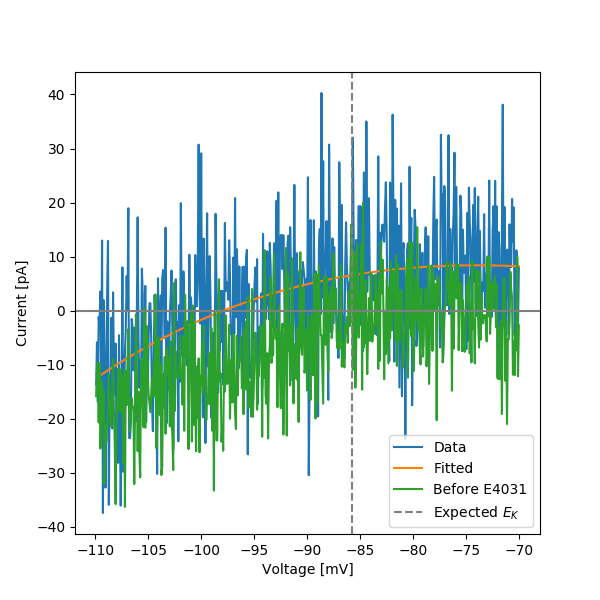 40
30
20
10
0
−10
−20
−30
−40
Current [pA]
−110 −105 −100 −95 −90 −85 −80 −75 −70
Voltage [mV]
Data
Fitted
Before E4031
Expected E_K